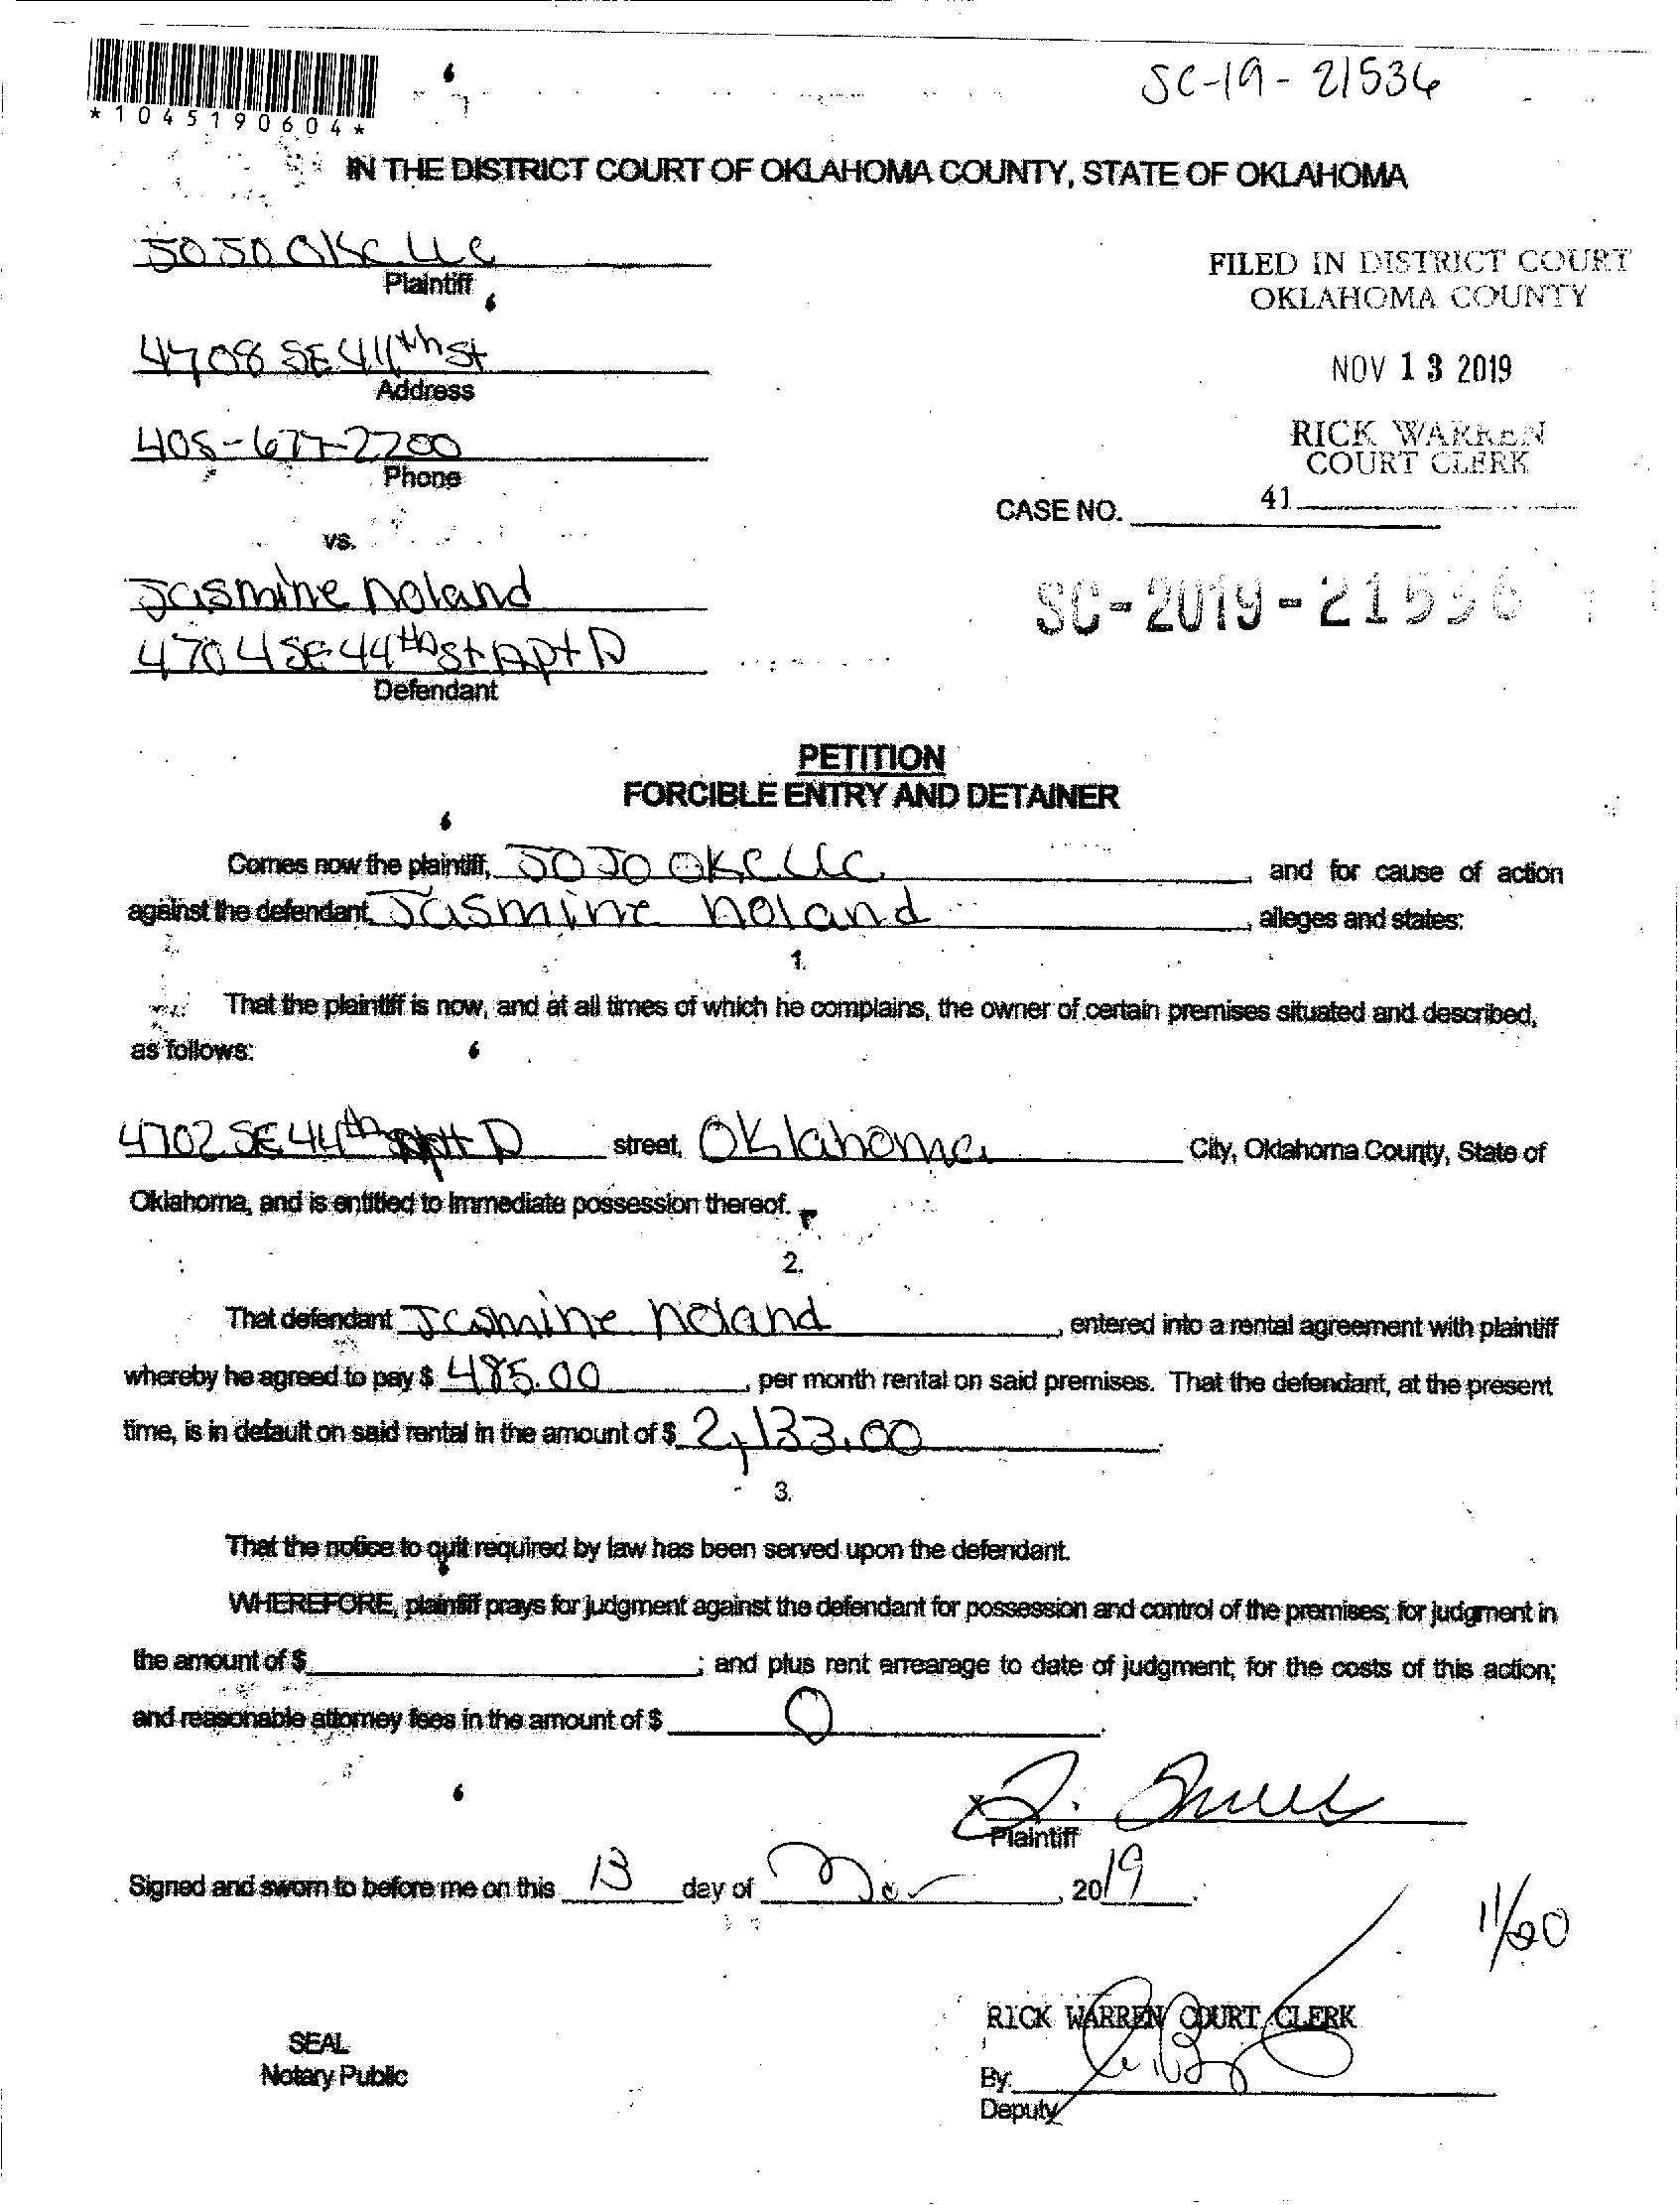 SC-19-21536
*1045190604*
IN THE DISTRICT COURT OF OKLAHOMA COUNTY, STATE OF OKLAHOMA
JOJO OKC LLC
Plaintiff
FILED IN DISTRICT COURT
OKLAHOMA COUNTY
4708 SE 44th St
Address
NOV 13 2019
408-677-2200
Phone
RICK WARREN
COURT CLERK
41
CASE NO.
vs.
Jasmine noland
SC-2019-21536
4704 SE 44th St Apt D
Defendant
PETITION
FORCIBLE ENTRY AND DETAINER
Comes now the plaintiff, JOJO OKC LLC, and for cause of action
against the defendant, Jasmine noland, alleges and states:
1.
That the plaintiff is now, and at all times of which he complains, the owner of certain premises situated and described,
as follows:
4702 SE 44th Apt D street, Oklahoma City, Oklahoma County, State of
Oklahoma, and is entitled to immediate possession thereof.
2.
That defendant Jasmine noland, entered into a rental agreement with plaintiff
whereby he agreed to pay $ 485.00, per month rental on said premises. That the defendant, at the present
time, is in default on said rental in the amount of $ 2,133.00.
3.
That the notice to quit required by law has been served upon the defendant.
WHEREFORE, plaintiff prays for judgment against the defendant for possession and control of the premises; for judgment in
the amount of $ ; and plus rent arrearage to date of judgment; for the costs of this action;
and reasonable attorney fees in the amount of $ 0.
x
Plaintiff
Signed and sworn to before me on this 13 day of Nov, 2019.
11/20
RICK WARREN COURT CLERK
SEAL
Notary Public
By:
Deputy